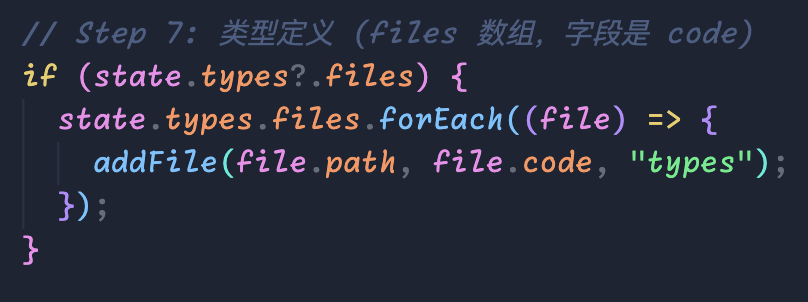 // Step 7: 类型定义 (files 数组, 字段是 code)
if (state.types?.files) {
  state.types.files.forEach((file) => {
    addFile(file.path, file.code, "types");
  });
}